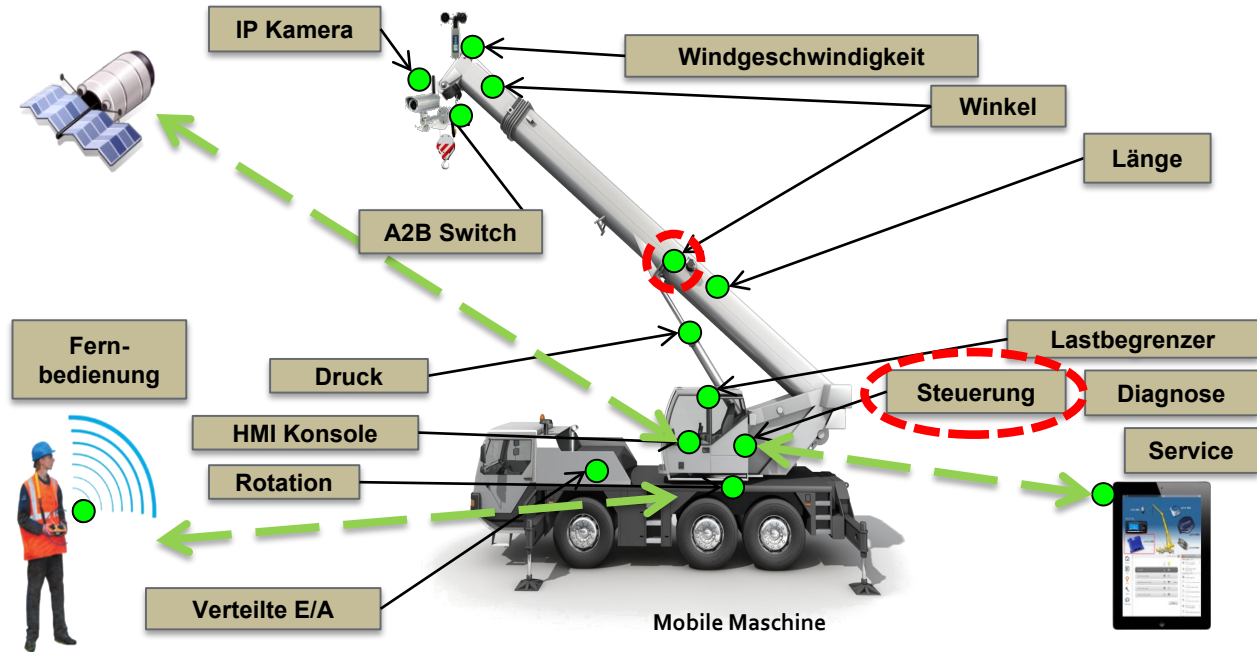 IP Kamera
Windgeschwindigkeit
Winkel
Länge
A2B Switch
Fern-
bedienung
Druck
Lastbegrenzer
Steuerung
Diagnose
HMI Konsole
Service
Rotation
Verteilte E/A
Mobile Maschine